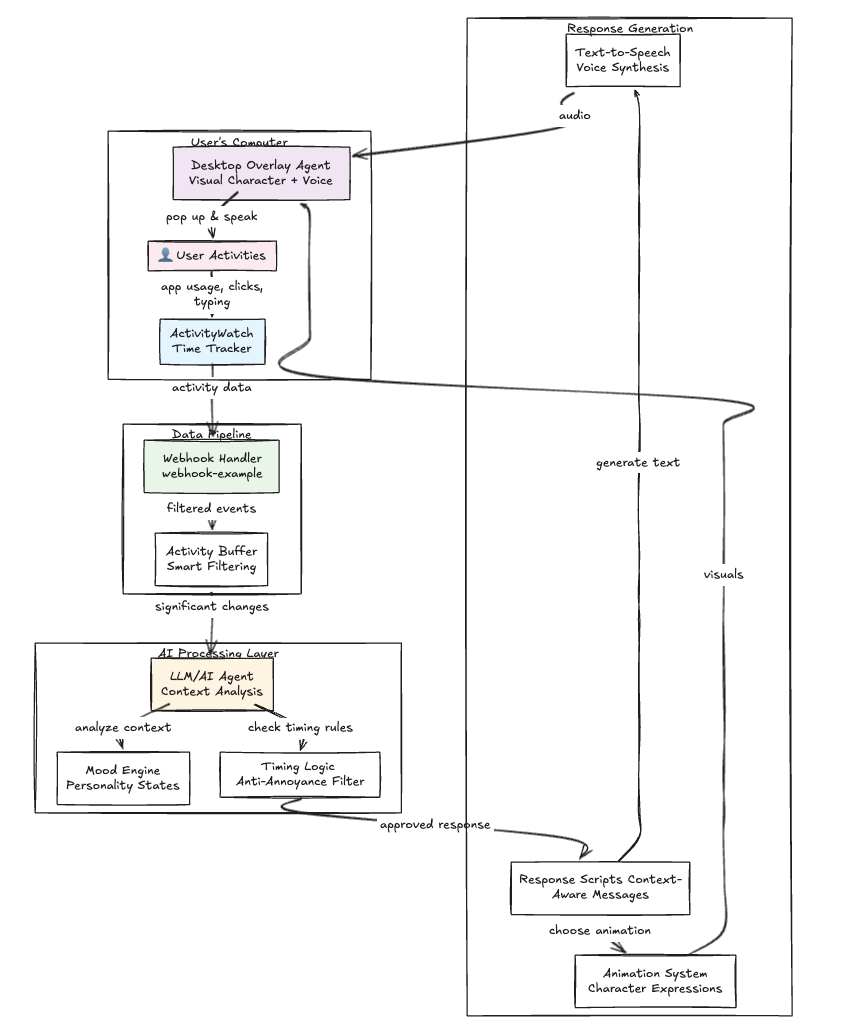 Response Generation
Text-to-Speech
Voice Synthesis
audio
User's Computer
Desktop Overlay Agent
Visual Character + Voice
pop up & speak
User Activities
app usage, clicks,
typing
ActivityWatch
Time Tracker
activity data
Data Pipeline
Webhook Handler
webhook-example
filtered events
Activity Buffer
Smart Filtering
significant changes
AI Processing Layer
LLM/AI Agent
Context Analysis
analyze context
check timing rules
Mood Engine
Personality States
Timing Logic
Anti-Annoyance Filter
approved response
generate text
visuals
Response Scripts Context-
Aware Messages
choose animation
Animation System
Character Expressions